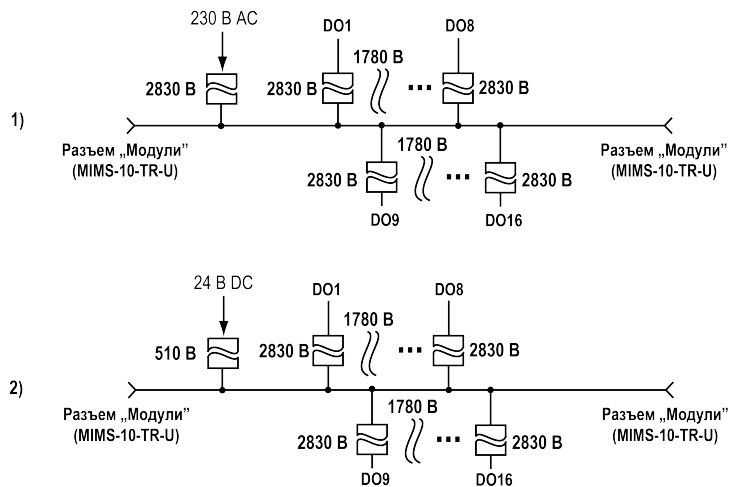 230 В AC
DO1
DO8
1780 В
2830 В
2830 В
2830 В
1)
Разъем „Модули”
(MIMS-10-TR-U)
1780 В
Разъем „Модули”
(MIMS-10-TR-U)
2830 В
2830 В
DO9
DO16
24 В DC
DO1
DO8
1780 В
510 В
2830 В
2830 В
2)
Разъем „Модули”
(MIMS-10-TR-U)
1780 В
Разъем „Модули”
(MIMS-10-TR-U)
2830 В
2830 В
DO9
DO16